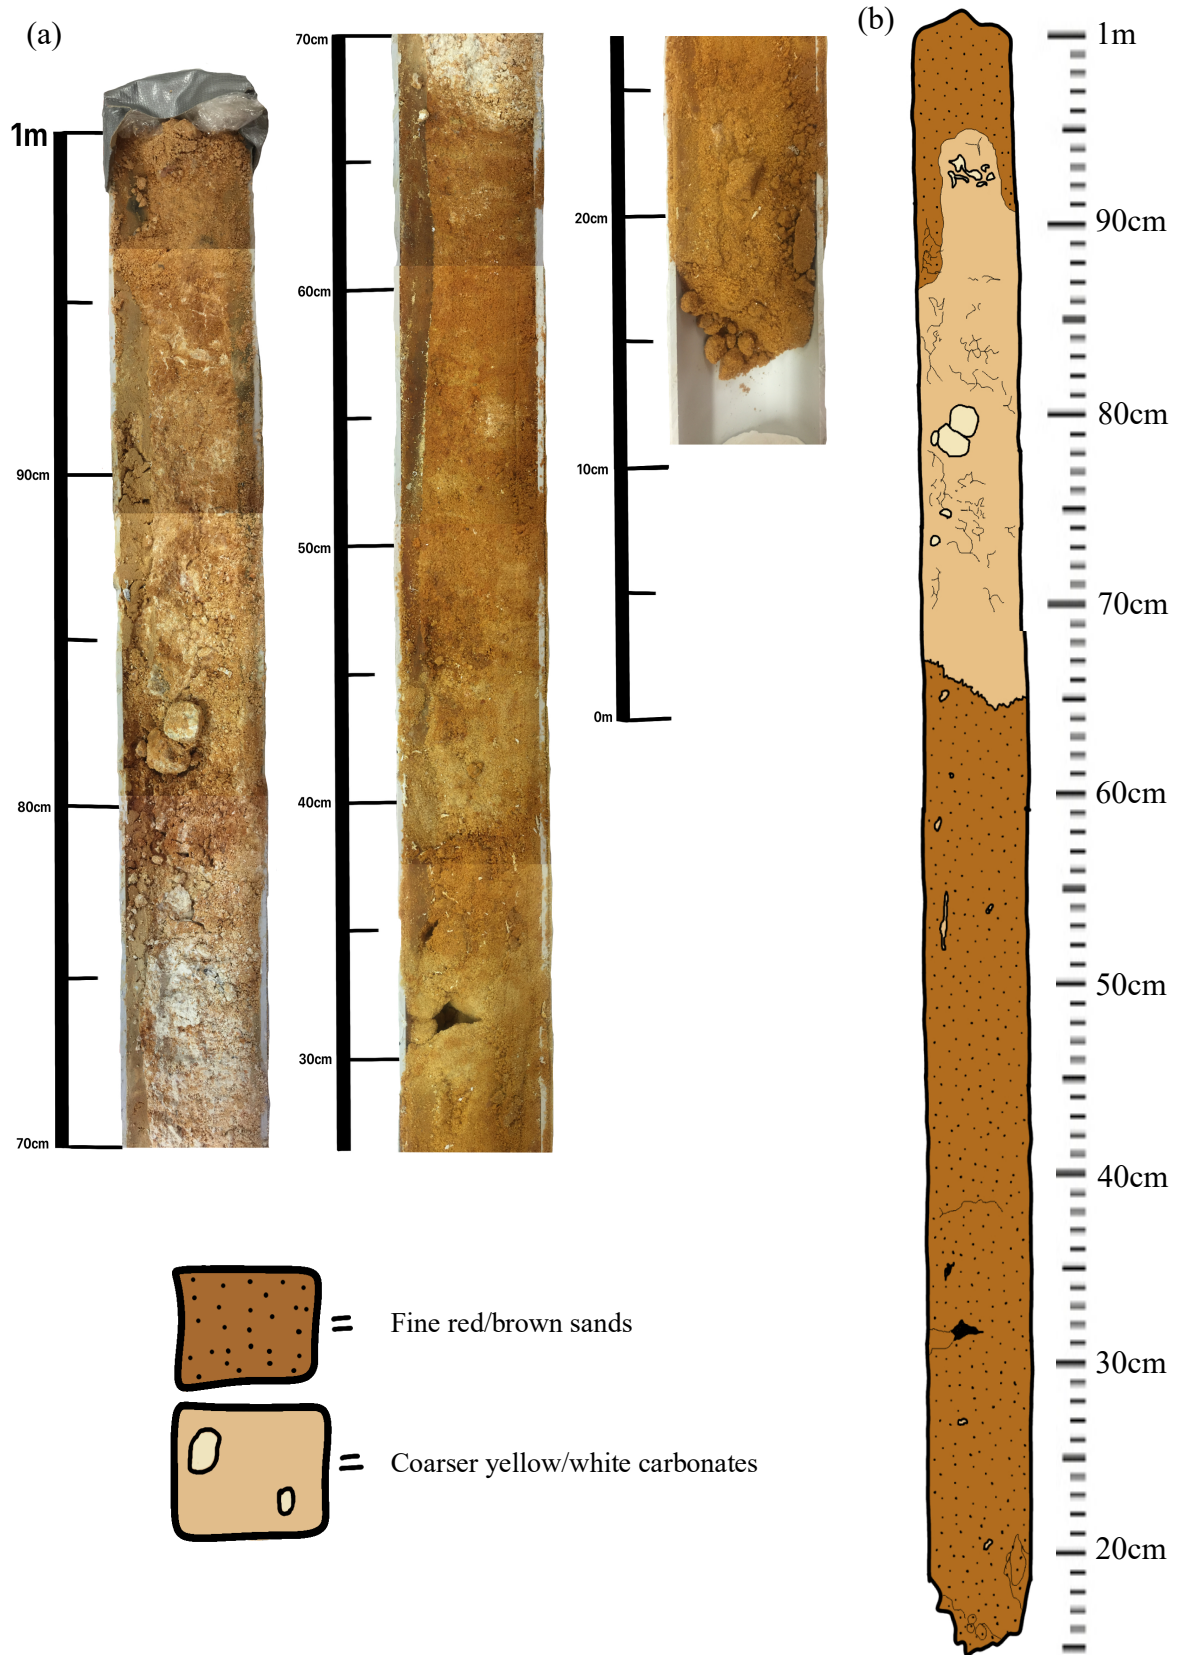 (a)
1m
90cm
80cm
70cm
70cm
60cm
50cm
40cm
30cm
20cm
10cm
0m
(b)
1m
90cm
80cm
70cm
60cm
50cm
40cm
30cm
20cm
= Fine red/brown sands
= Coarser yellow/white carbonates